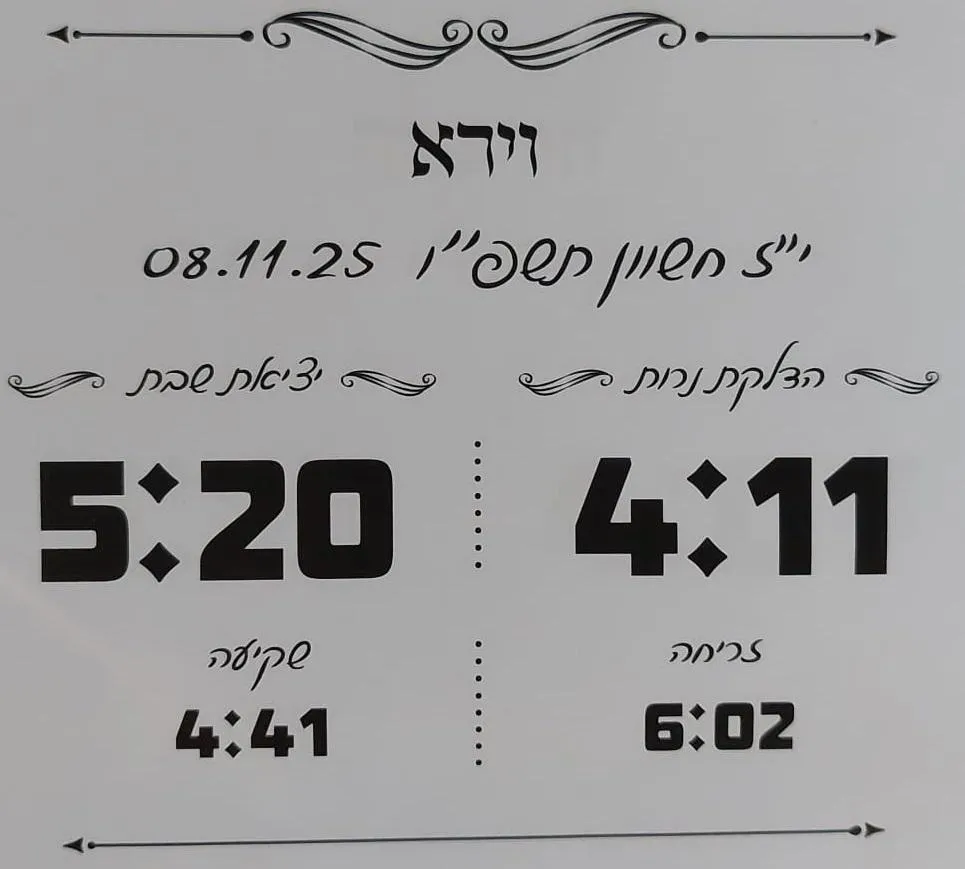 וירא
י"ז חשוון תשפ"ו 08.11.25
הדלקת נרות יציאת שבת
4:11 5:20
זריחה שקיעה
6:02 4:41